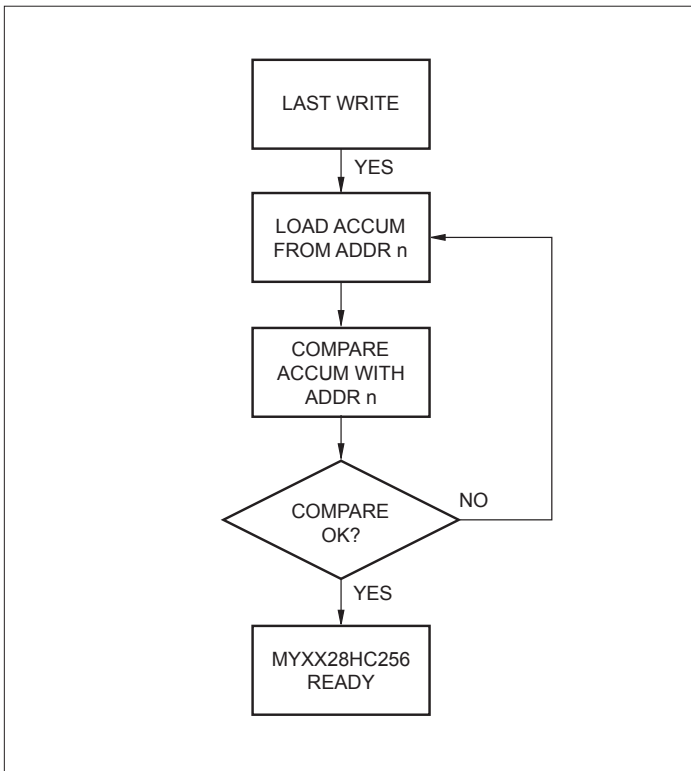 LAST WRITE
YES
LOAD ACCUM
FROM ADDR n
COMPARE
ACCUM WITH
ADDR n
COMPARE
OK?
NO
YES
MYXX28HC256
READY